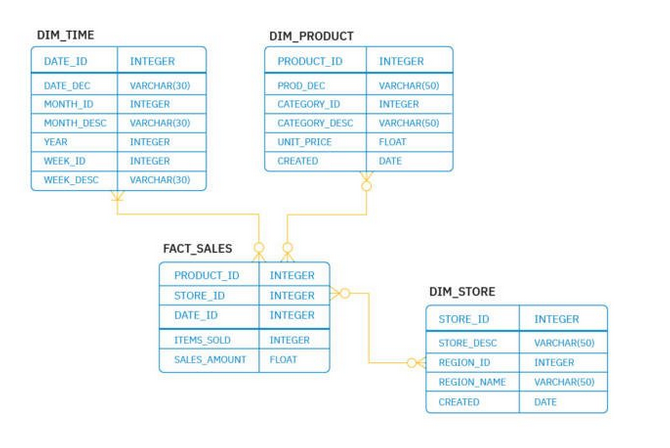 DIM_TIME
DATE_ID INTEGER
DATE_DEC VARCHAR(30)
MONTH_ID INTEGER
MONTH_DESC VARCHAR(30)
YEAR INTEGER
WEEK_ID INTEGER
WEEK_DESC VARCHAR(30)
DIM_PRODUCT
PRODUCT_ID INTEGER
PROD_DEC VARCHAR(50)
CATEGORY_ID INTEGER
CATEGORY_DESC VARCHAR(50)
UNIT_PRICE FLOAT
CREATED DATE
FACT_SALES
PRODUCT_ID INTEGER
STORE_ID INTEGER
DATE_ID INTEGER
ITEMS_SOLD INTEGER
SALES_AMOUNT FLOAT
DIM_STORE
STORE_ID INTEGER
STORE_DESC VARCHAR(50)
REGION_ID INTEGER
REGION_NAME VARCHAR(50)
CREATED DATE